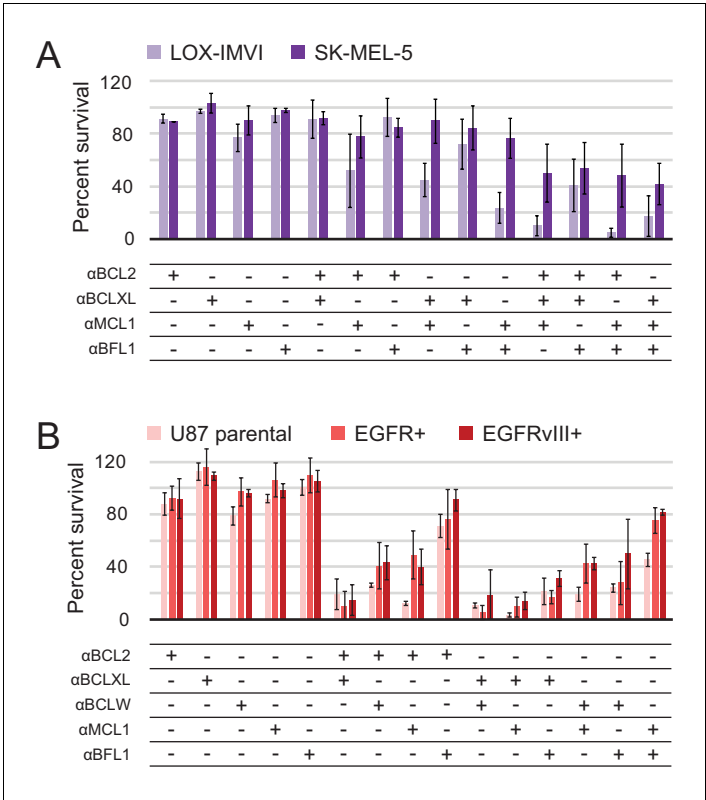 A
LOX-IMVI SK-MEL-5
Percent survival
120
80
40
0
αBCL2 + - - - + + + - - - + + + -
αBCLXL - + - - + - - + + - + + - +
αMCL1 - - + - - + - + - + + - + +
αBFL1 - - - + - - + - + + - + + +
B
U87 parental EGFR+ EGFRvIII+
Percent survival
120
80
40
0
αBCL2 + - - - - + + + + - - - - - -
αBCLXL - + - - - + - - - + + + - - -
αBCLW - - + - - - + - - + - - + + -
αMCL1 - - - + - - - + - - + - + - +
αBFL1 - - - - + - - - + - - + - + +